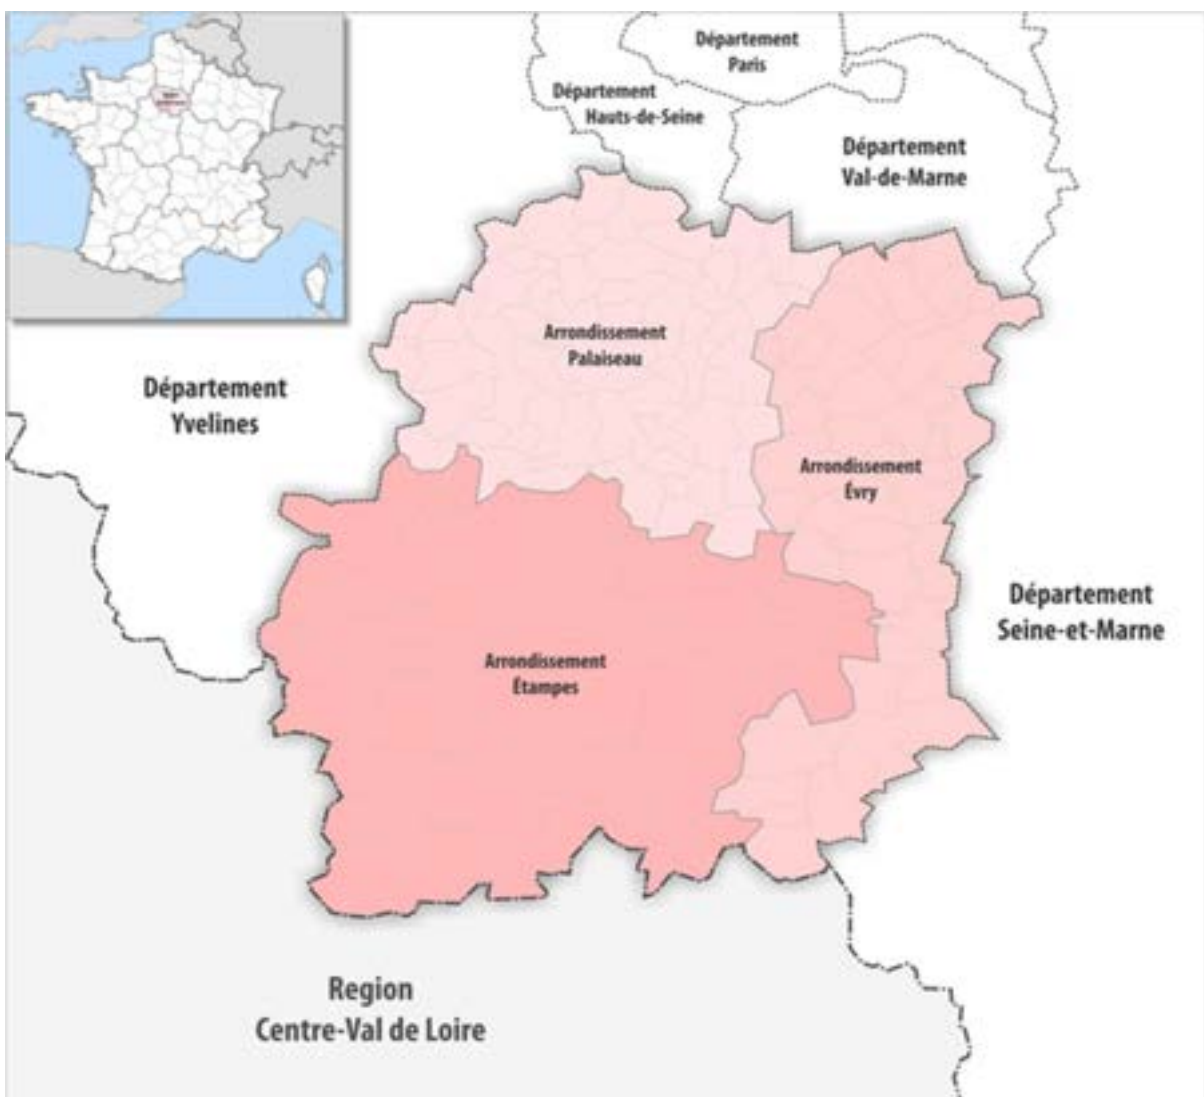 Département
Paris
Département
Hauts-de-Seine
Département
Val-de-Marne
Arrondissement
Palaiseau
Département
Yvelines
Arrondissement
Évry
Département
Seine-et-Marne
Arrondissement
Étampes
Region
Centre-Val de Loire